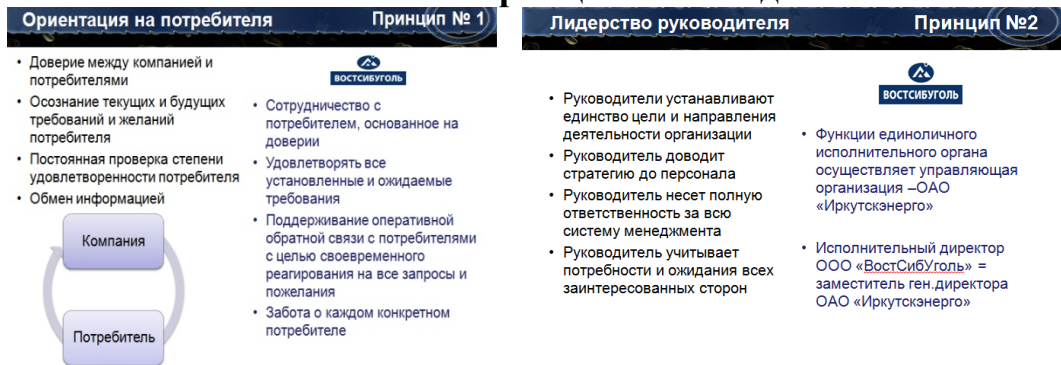 Ориентация на потребителя Принцип № 1
• Доверие между компанией и
потребителями
• Осознание текущих и будущих
требований и желаний
потребителя
• Постоянная проверка степени
удовлетворенности потребителя
• Обмен информацией
Компания
Потребитель
ВОСТСИБУГОЛЬ
• Сотрудничество с
потребителем, основанное на
доверии
• Удовлетворять все
установленные и ожидаемые
требования
• Поддерживание оперативной
обратной связи с потребителями
с целью своевременного
реагирования на все запросы и
пожелания
• Забота о каждом конкретном
потребителе
Лидерство руководителя Принцип №2
• Руководители устанавливают
единство цели и направления
деятельности организации
• Руководитель доводит
стратегию до персонала
• Руководитель несет полную
ответственность за всю
систему менеджмента
• Руководитель учитывает
потребности и ожидания всех
заинтересованных сторон
ВОСТСИБУГОЛЬ
• Функции единоличного
исполнительного органа
осуществляет управляющая
организация –ОАО
«Иркутскэнерго»
• Исполнительный директор
ООО «ВостСибУголь» =
заместитель ген.директора
ОАО «Иркутскэнерго»